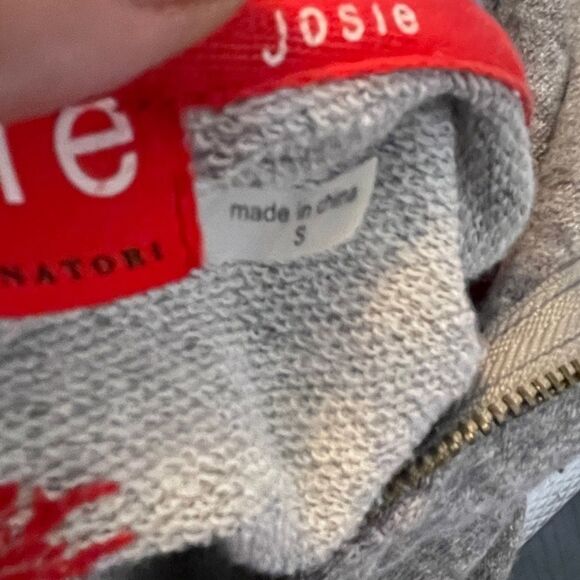 Josie
ie
NATORI
made in china
S